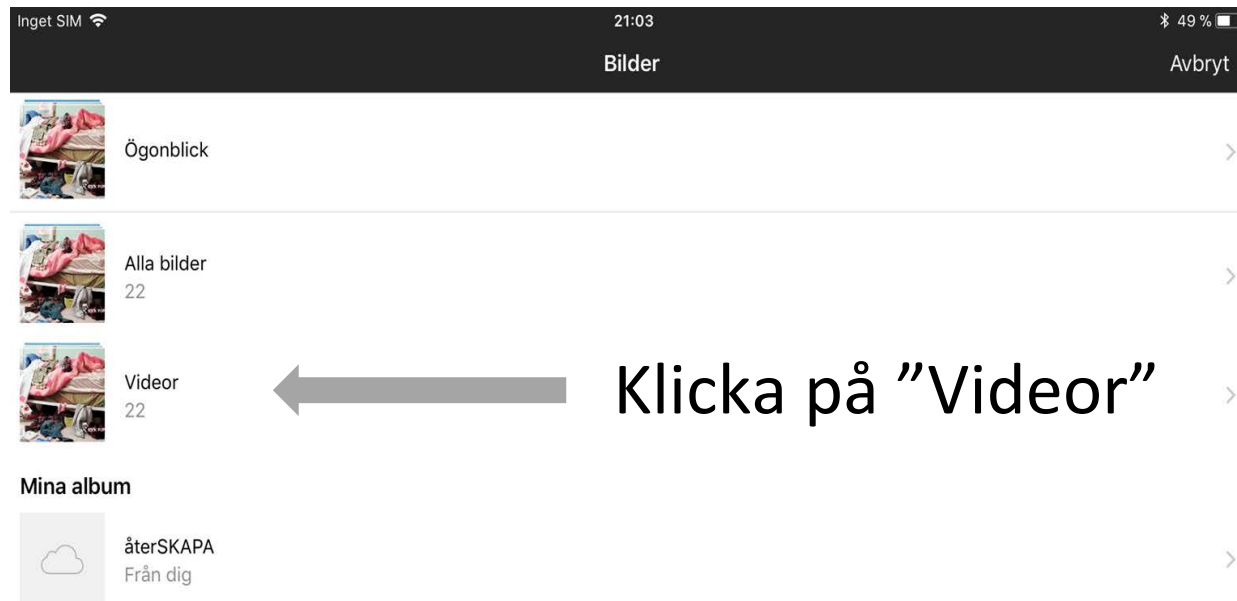 Inget SIM 21:03 49 %
Bilder Avbryt
Ögonblick
Alla bilder
22
Videor
22
Klicka på ”Videor”
Mina album
återSKAPA
Från dig